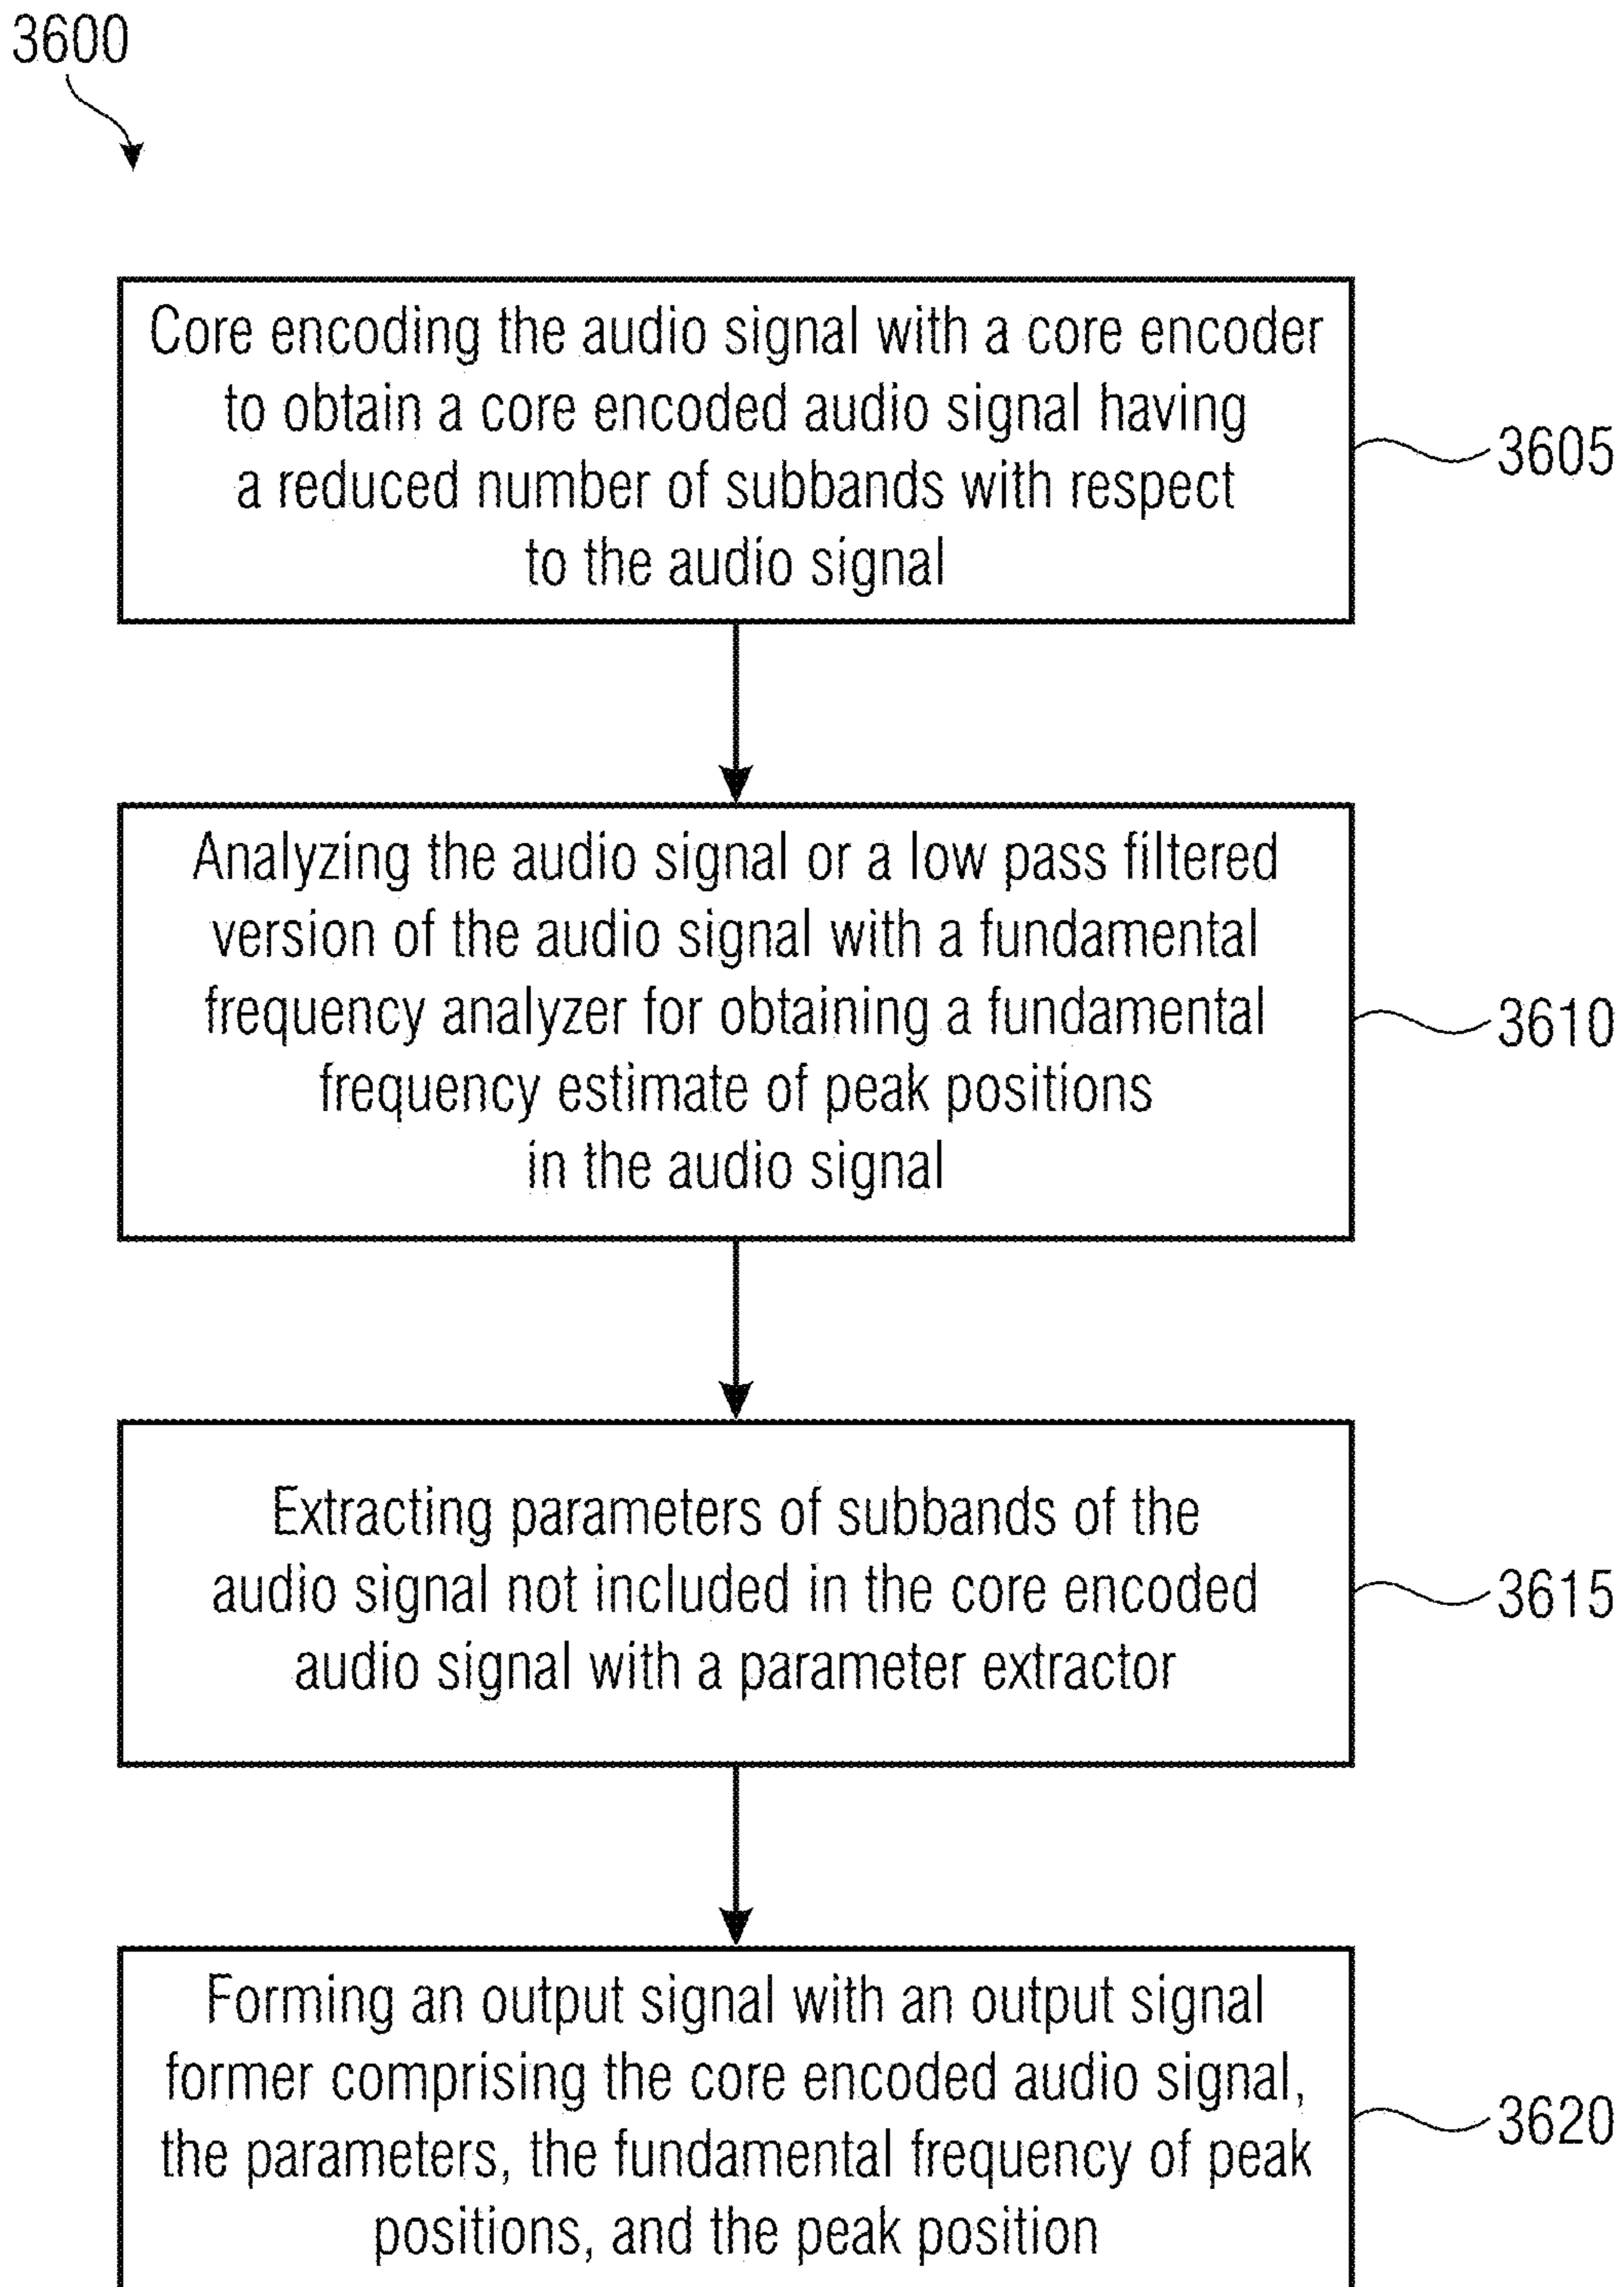 3600
Core encoding the audio signal with a core encoder
to obtain a core encoded audio signal having
a reduced number of subbands with respect
to the audio signal
3605
Analyzing the audio signal or a low pass filtered
version of the audio signal with a fundamental
frequency analyzer for obtaining a fundamental
frequency estimate of peak positions
in the audio signal
3610
Extracting parameters of subbands of the
audio signal not included in the core encoded
audio signal with a parameter extractor
3615
Forming an output signal with an output signal
former comprising the core encoded audio signal,
the parameters, the fundamental frequency of peak
positions, and the peak position
3620